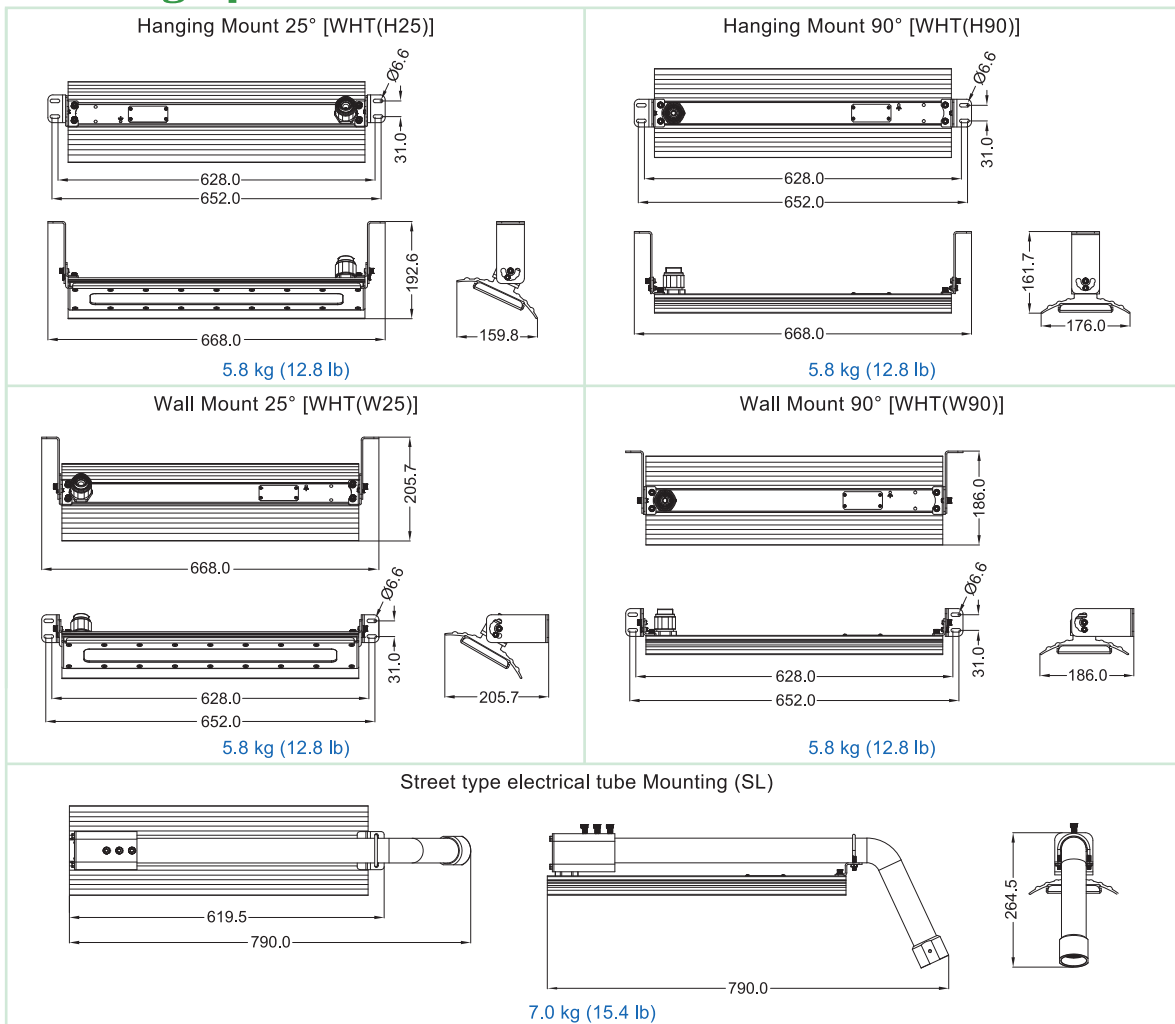 Hanging Mount 25° [WHT(H25)]
Ø6.6
31.0
628.0
652.0
192.6
668.0
159.8
5.8 kg (12.8 lb)
Hanging Mount 90° [WHT(H90)]
Ø6.6
31.0
628.0
652.0
161.7
668.0
176.0
5.8 kg (12.8 lb)
Wall Mount 25° [WHT(W25)]
205.7
668.0
Ø6.6
31.0
628.0
652.0
205.7
5.8 kg (12.8 lb)
Wall Mount 90° [WHT(W90)]
186.0
Ø6.6
31.0
628.0
652.0
186.0
5.8 kg (12.8 lb)
Street type electrical tube Mounting (SL)
619.5
790.0
790.0
264.5
7.0 kg (15.4 lb)